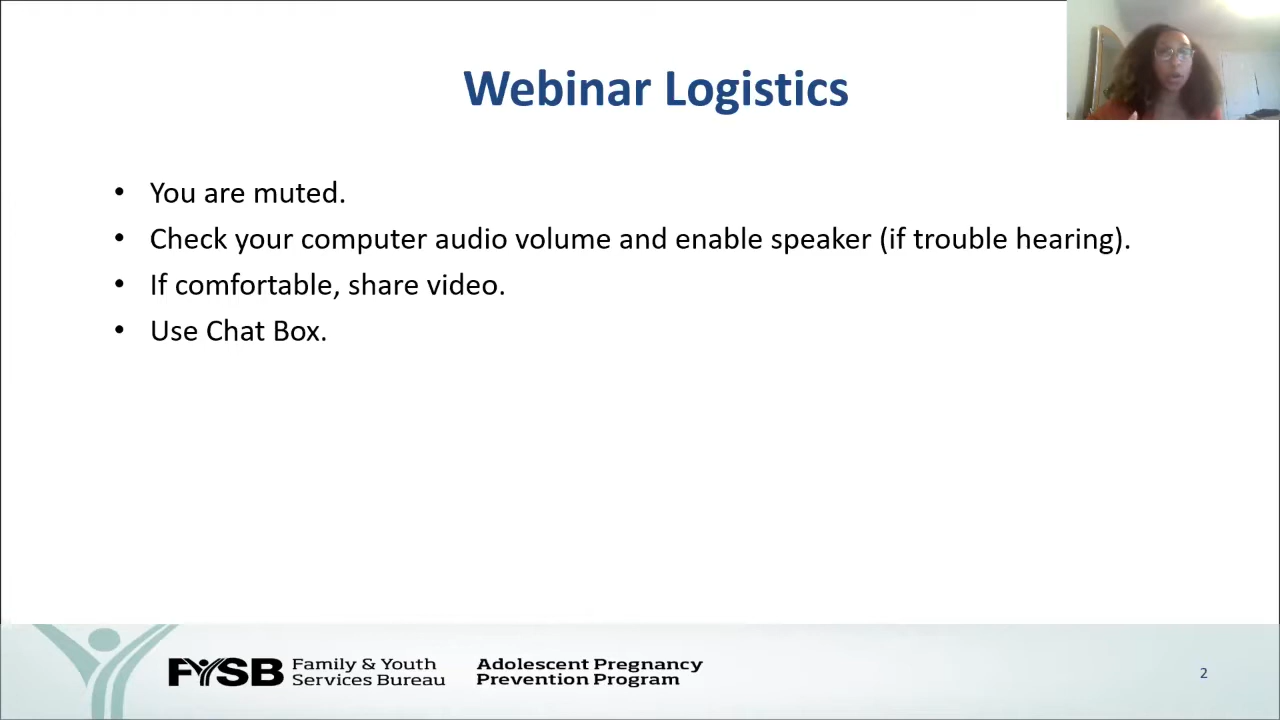 Webinar Logistics
• You are muted.
• Check your computer audio volume and enable speaker (if trouble hearing).
• If comfortable, share video.
• Use Chat Box.
FYSB Family & Youth Services Bureau
Adolescent Pregnancy Prevention Program
2